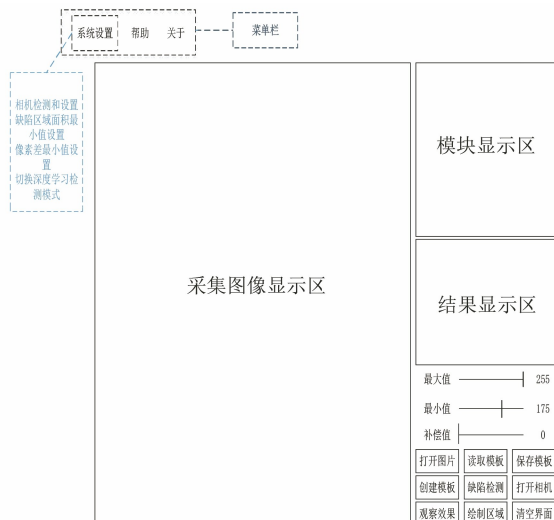 系统设置 帮助 关于
菜单栏
相机检测和设置
缺陷区域面积最
小值设置
像素差最小值设
置
切换深度学习检
测模式
采集图像显示区
模块显示区
结果显示区
最大值 255
最小值 175
补偿值 0
打开图片 读取模板 保存模板
创建模板 缺陷检测 打开相机
观察效果 绘制区域 清空界面